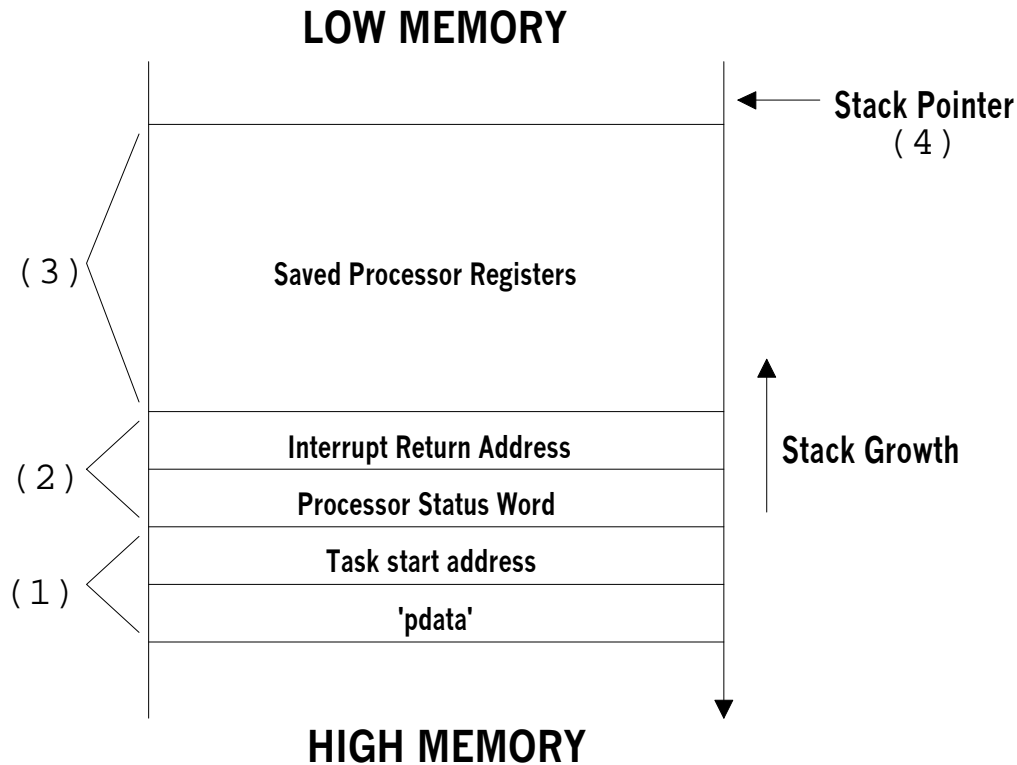 LOW MEMORY
Stack Pointer
(4)
(3)
Saved Processor Registers
Interrupt Return Address
Stack Growth
(2)
Processor Status Word
Task start address
(1)
'pdata'
HIGH MEMORY